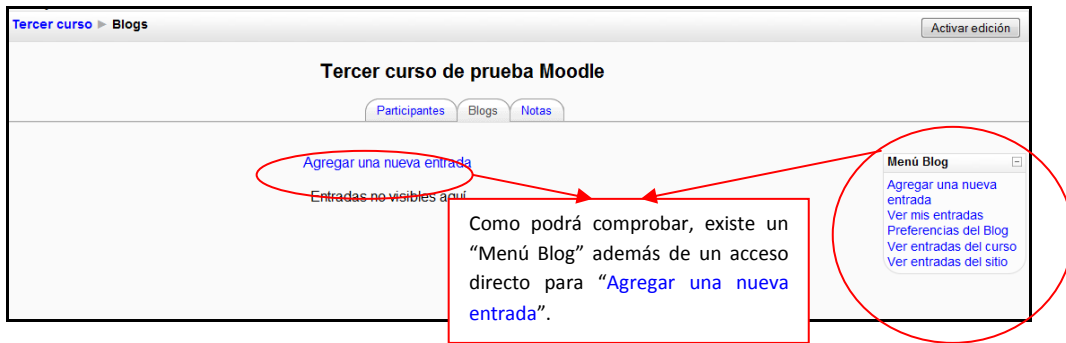 Tercer curso ► Blogs
Activar edición
Tercer curso de prueba Moodle
Participantes Blogs Notas
Agregar una nueva entrada
Entradas no visibles aquí
Menú Blog
Agregar una nueva
entrada
Ver mis entradas
Preferencias del Blog
Ver entradas del curso
Ver entradas del sitio
Como podrá comprobar, existe un
“Menú Blog” además de un acceso
directo para “Agregar una nueva
entrada”.